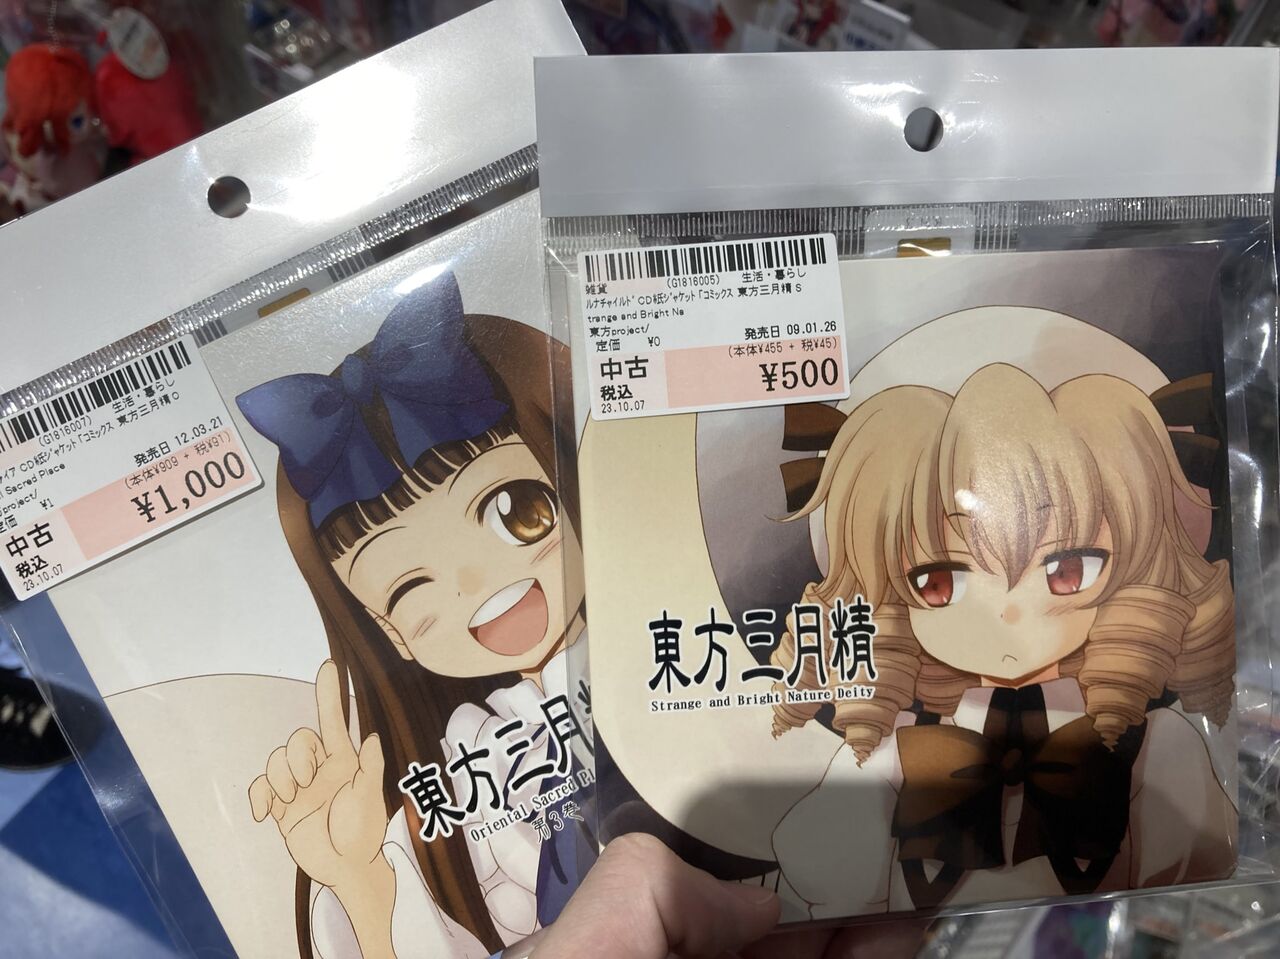 (G1816007) 生活・暮らし
ァイア CD紙ジャケット「コミックス 東方三月精 O
l Sacred Place
project/
発売日 12.03.21
定価 ¥1
(本体¥909 + 税¥91)
中古
¥1,000
税込
23.10.07
東方三月
Oriental Sacred Pl
第3巻
雑貨 (G1816005) 生活・暮らし
ルナチャイルド CD紙ジャケット「コミックス 東方三月精 S
trange and Bright Na
東方project/
発売日 09.01.26
定価 ¥0
(本体¥455 + 税¥45)
中古
¥500
税込
23.10.07
東方三月精
Strange and Bright Nature Deity